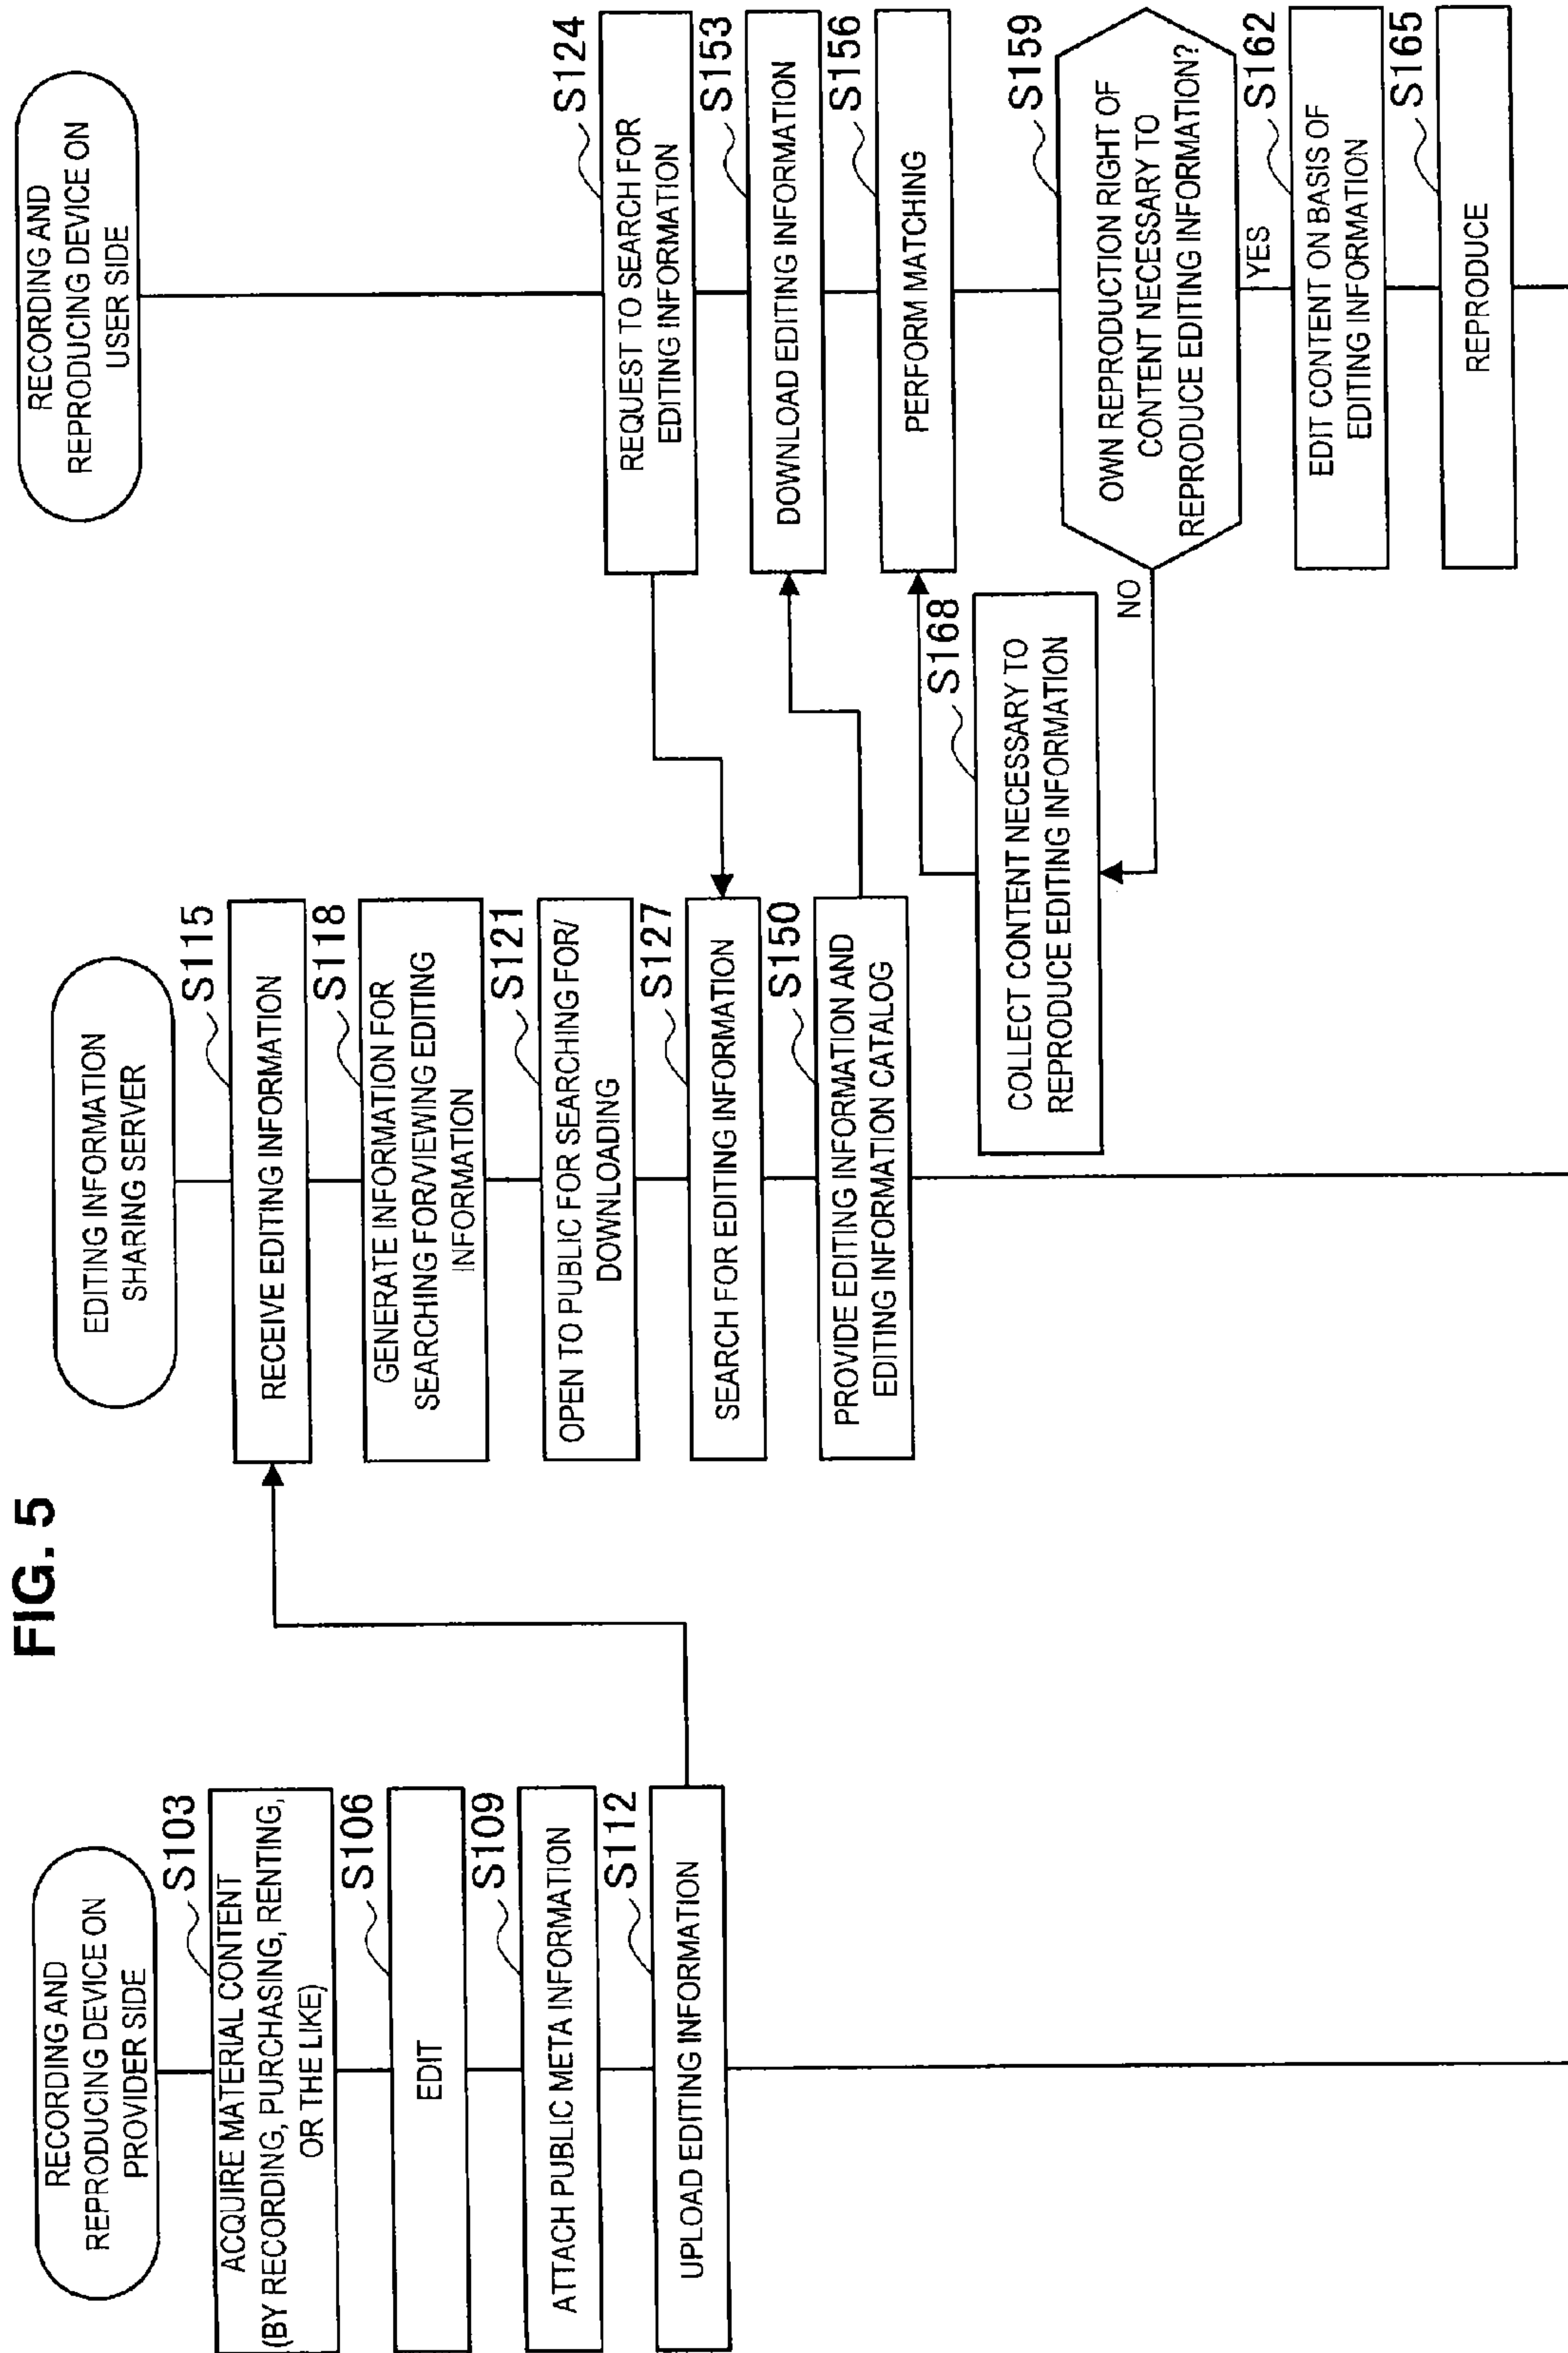 FIG. 5
RECORDING AND
REPRODUCING DEVICE ON
PROVIDER SIDE
S103
ACQUIRE MATERIAL CONTENT
(BY RECORDING, PURCHASING, RENTING,
OR THE LIKE)
S106
EDIT
S109
ATTACH PUBLIC META INFORMATION
S112
UPLOAD EDITING INFORMATION
EDITING INFORMATION
SHARING SERVER
S115
RECEIVE EDITING INFORMATION
S118
GENERATE INFORMATION FOR
SEARCHING FOR/VIEWING EDITING
INFORMATION
S121
OPEN TO PUBLIC FOR SEARCHING FOR/
DOWNLOADING
S127
SEARCH FOR EDITING INFORMATION
S150
PROVIDE EDITING INFORMATION AND
EDITING INFORMATION CATALOG
RECORDING AND
REPRODUCING DEVICE ON
USER SIDE
S124
REQUEST TO SEARCH FOR
EDITING INFORMATION
S153
DOWNLOAD EDITING INFORMATION
S156
PERFORM MATCHING
S159
OWN REPRODUCTION RIGHT OF
CONTENT NECESSARY TO
REPRODUCE EDITING INFORMATION?
NO
S168
COLLECT CONTENT NECESSARY TO
REPRODUCE EDITING INFORMATION
YES
S162
EDIT CONTENT ON BASIS OF
EDITING INFORMATION
S165
REPRODUCE